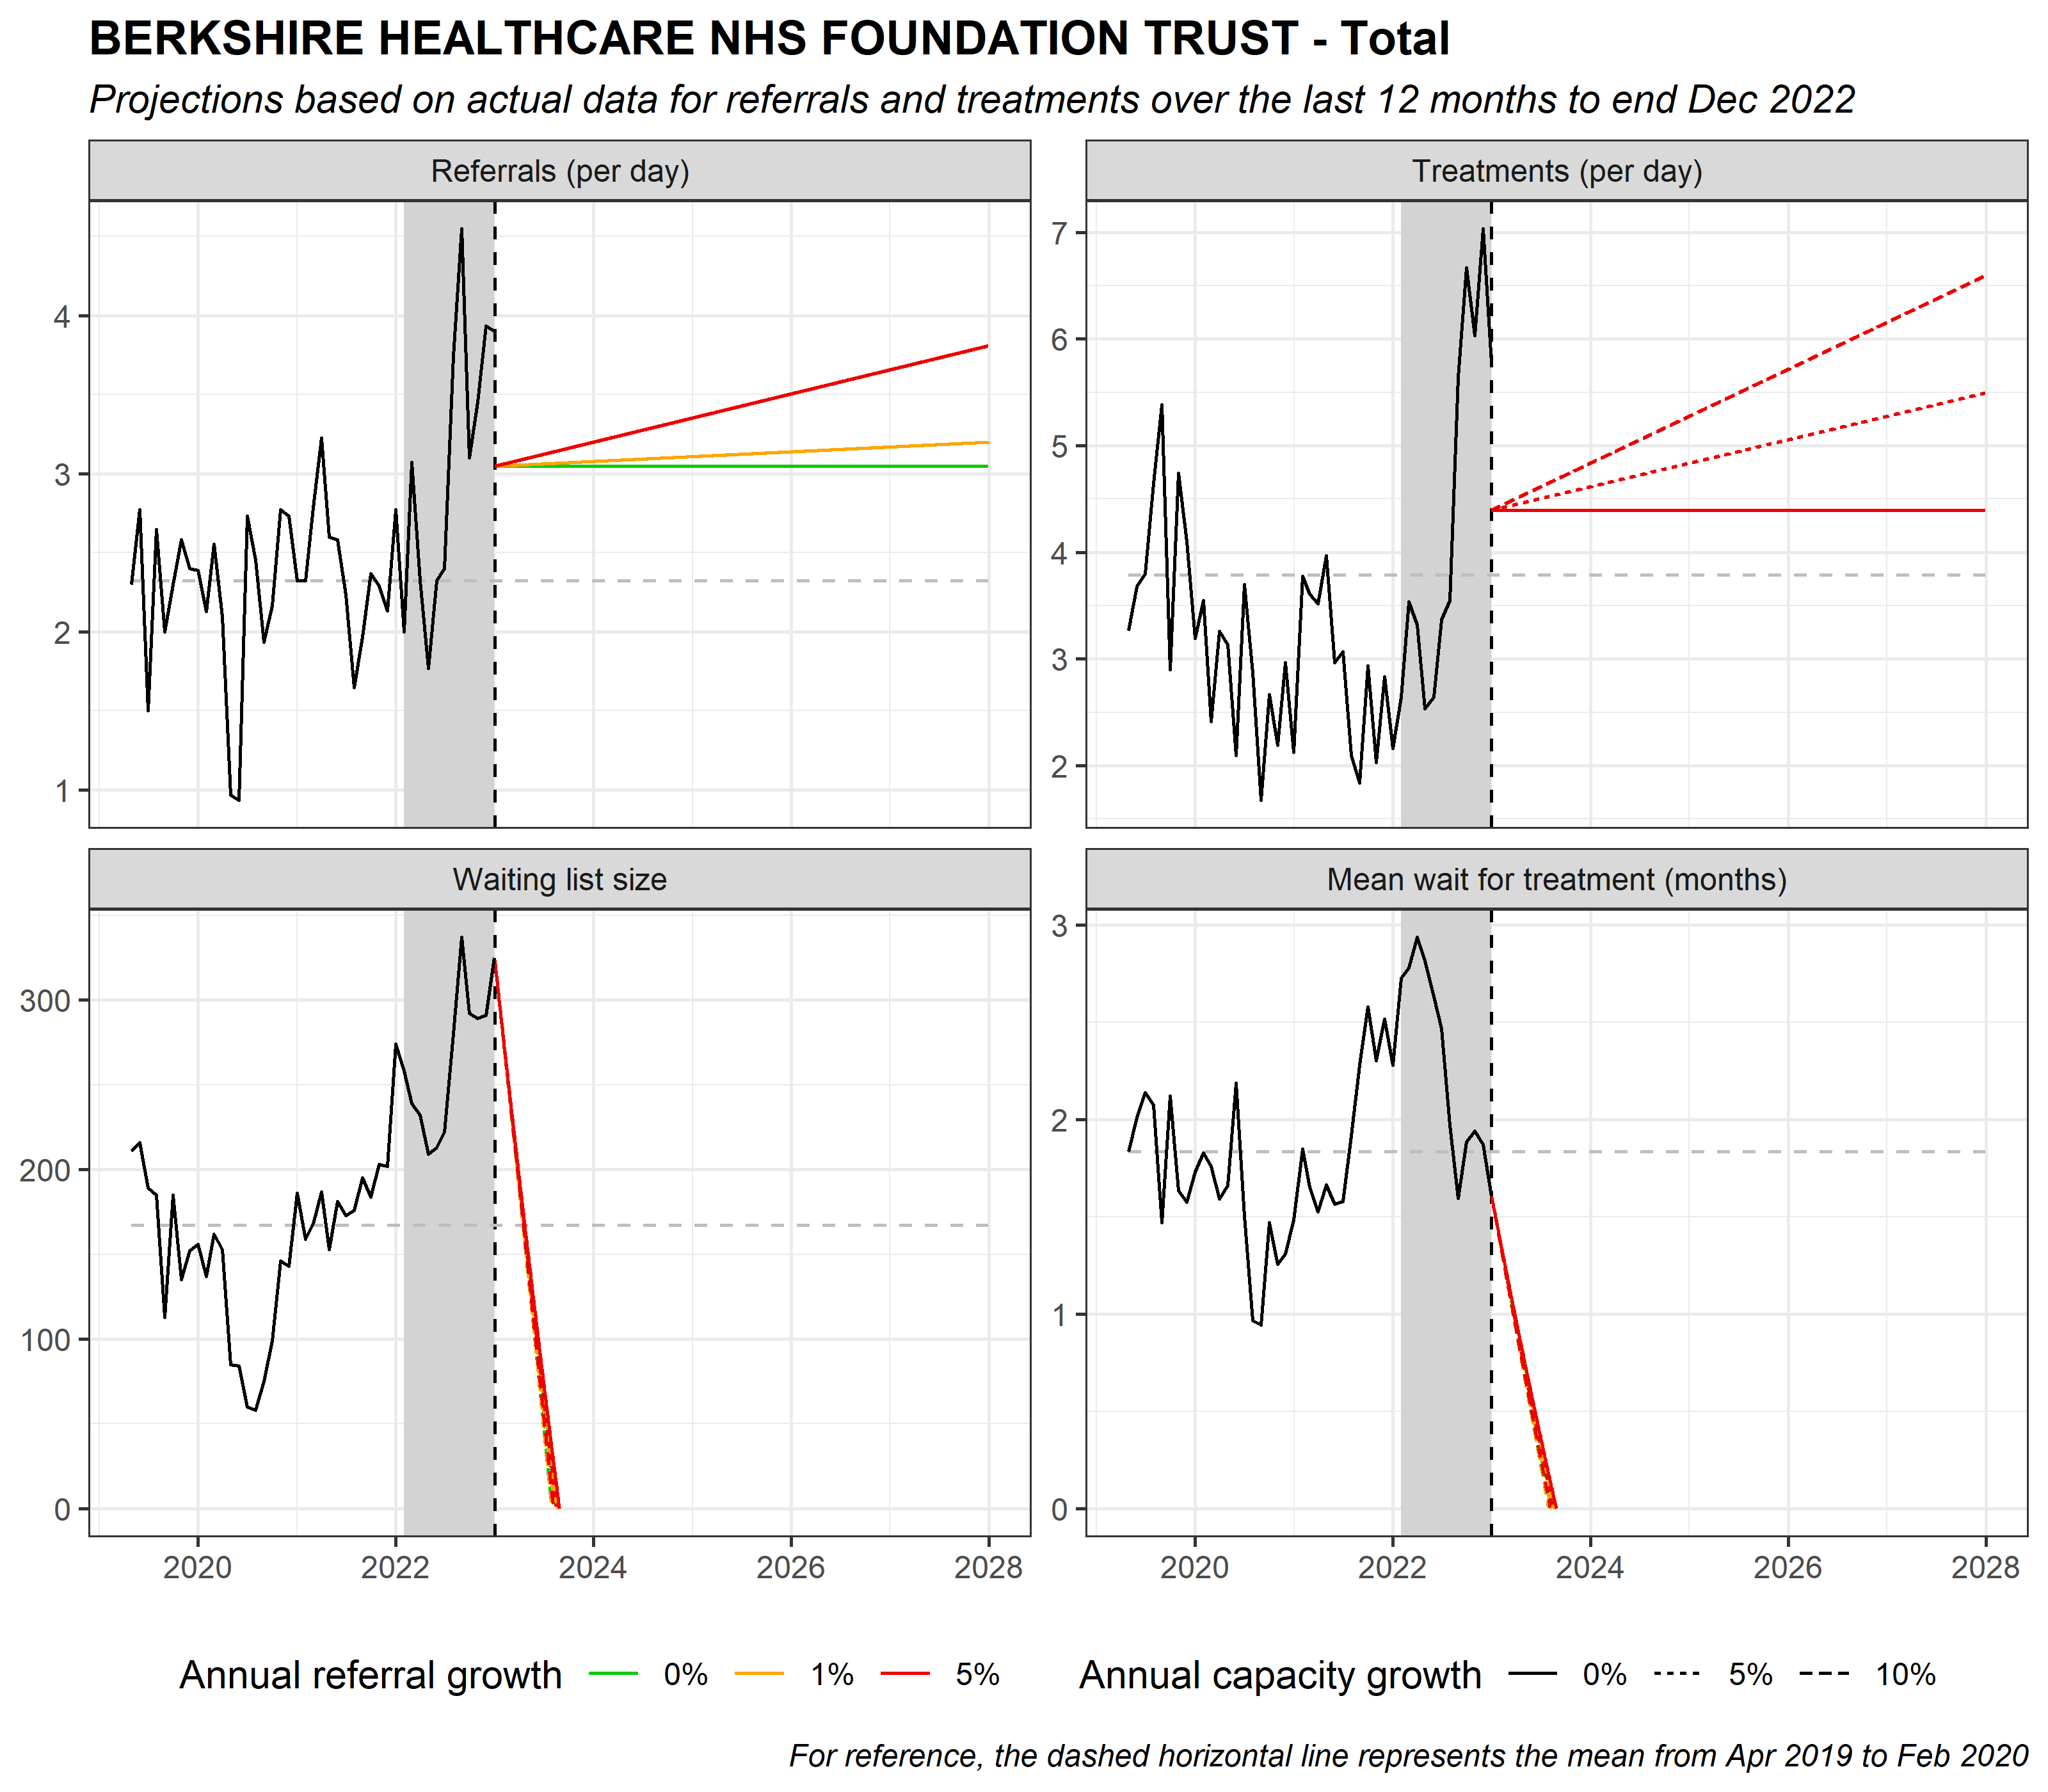 BERKSHIRE HEALTHCARE NHS FOUNDATION TRUST - Total
Projections based on actual data for referrals and treatments over the last 12 months to end Dec 2022
Referrals (per day)
4
3
2
1
Treatments (per day)
7
6
5
4
3
2
Waiting list size
300
200
100
0
2020 2022 2024 2026 2028
Mean wait for treatment (months)
3
2
1
0
2020 2022 2024 2026 2028
Annual referral growth 0% 1% 5%
Annual capacity growth 0% 5% 10%
For reference, the dashed horizontal line represents the mean from Apr 2019 to Feb 2020